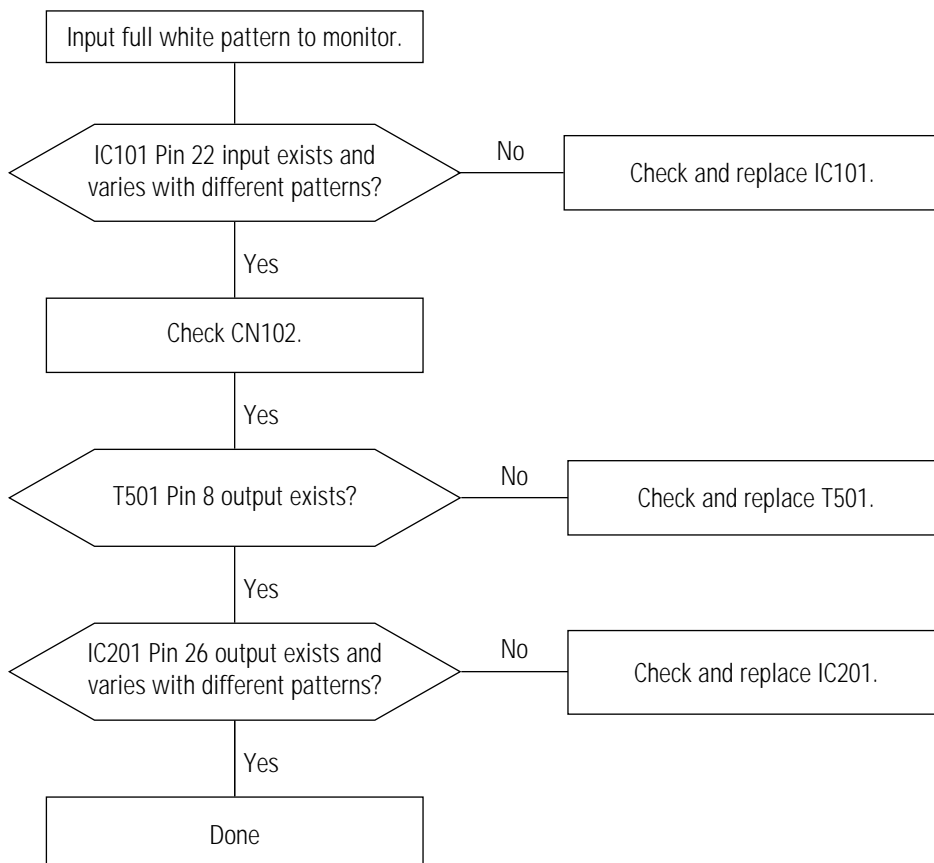 Input full white pattern to monitor.
IC101 Pin 22 input exists and
varies with different patterns?
No
Check and replace IC101.
Yes
Check CN102.
Yes
T501 Pin 8 output exists?
No
Check and replace T501.
Yes
IC201 Pin 26 output exists and
varies with different patterns?
No
Check and replace IC201.
Yes
Done